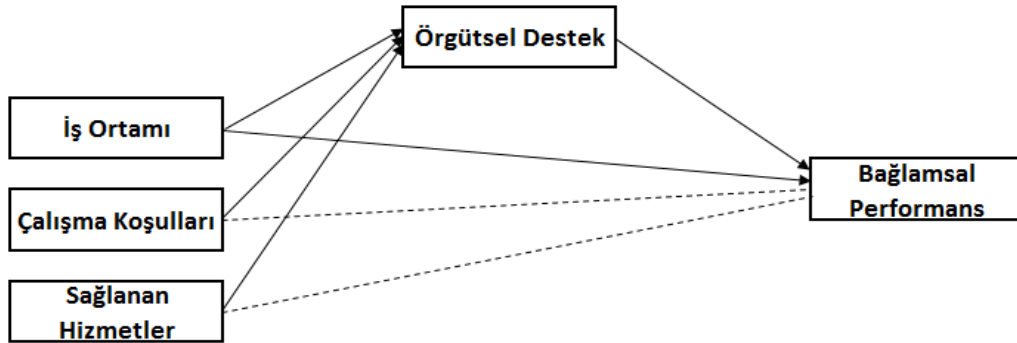 Örgütsel Destek
İş Ortamı
Bağlamsal
Performans
Çalışma Koşulları
Sağlanan
Hizmetler